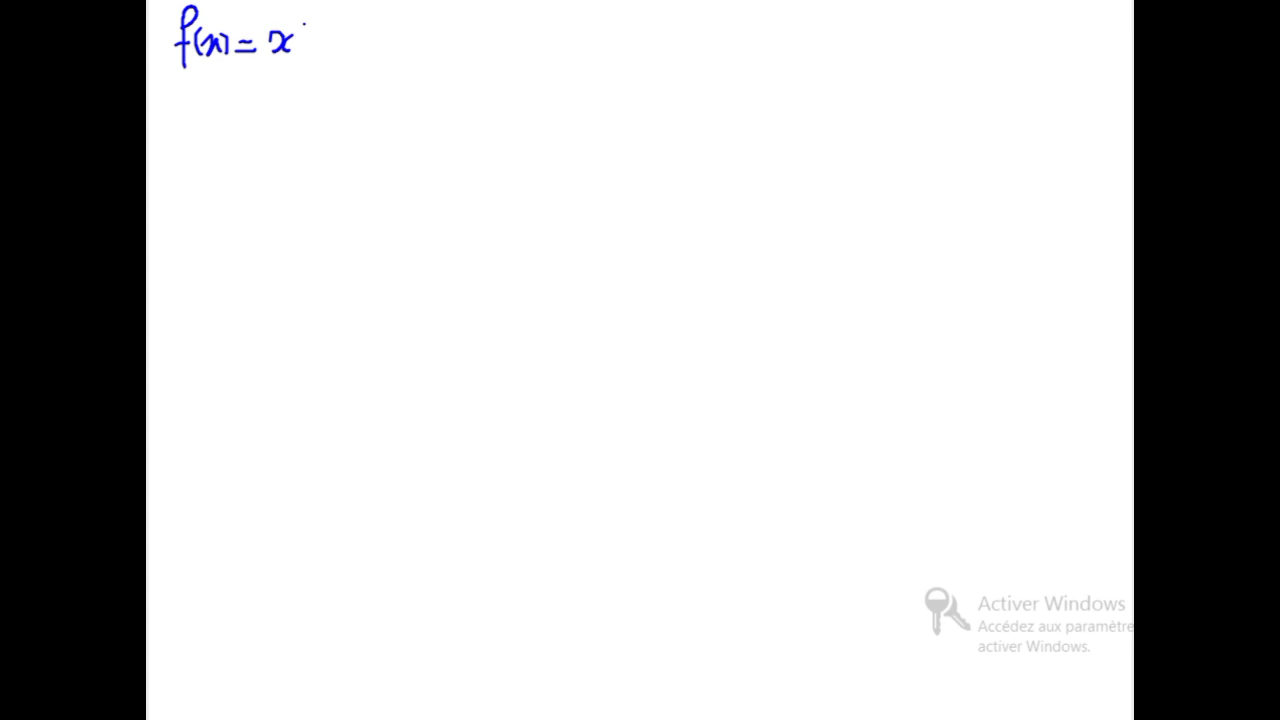 f(x) = x
Activer Windows
Accédez aux paramètre
activer Windows.